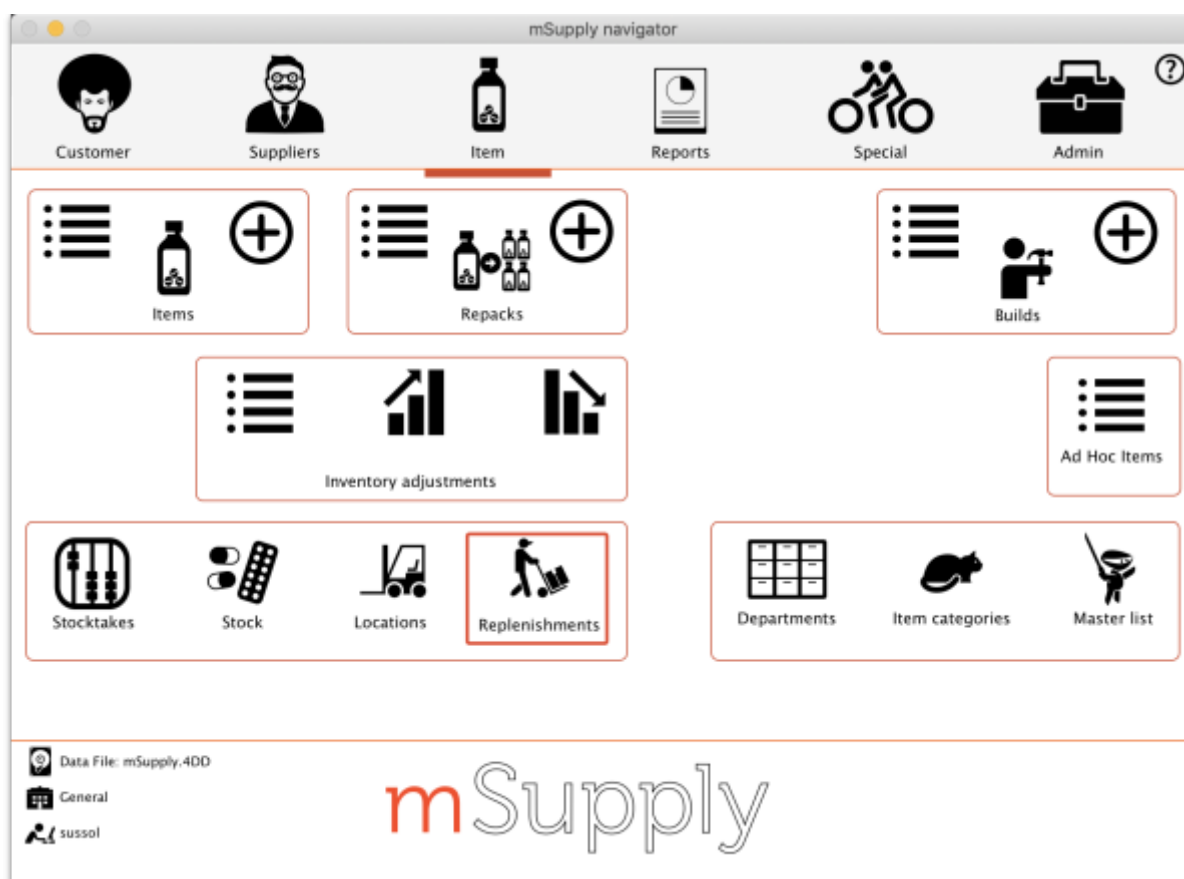 mSupply navigator
?
Customer
Suppliers
Item
Reports
Special
Admin
Items
Repacks
Builds
Inventory adjustments
Ad Hoc Items
Stocktakes
Stock
Locations
Replenishments
Departments
Item categories
Master list
Data File: mSupply.4DD
General
sussol
mSupply